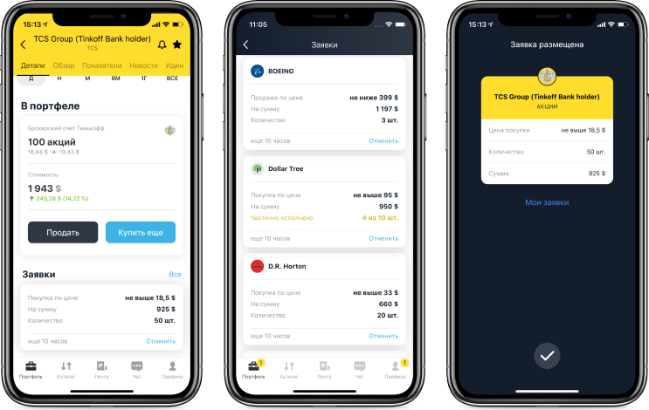 15:13
TCS Group (Tinkoff Bank holder)
TCS
Детали Обзор Показатели Новости Идеи
Д Н М 6М 1Г ВСЕ
В портфеле
Брокерский счет Тинькофф
100 акций
16,94 $ → 19,43 $
Стоимость
1 943 $
249,28 $ (14,72 %)
Продать
Купить еще
Заявки
Все
Покупка по цене не выше 18,5 $
На сумму 925 $
Количество 50 шт.
еще 10 часов Отменить
Портфель Каталог Лента Чат Профиль
11:05
Заявки
BOEING
Продажа по цене не ниже 399 $
На сумму 1 197 $
Количество 3 шт.
еще 10 часов Отменить
Dollar Tree
Покупка по цене не выше 95 $
На сумму 950 $
Частично исполнено 4 из 10 шт.
еще 10 часов Отменить
D.R. Horton
Покупка по цене не выше 33 $
На сумму 660 $
Количество 20 шт.
еще 10 часов Отменить
1 1
Портфель Каталог Лента Чат Профиль
15:13
Заявка размещена
TCS Group (Tinkoff Bank holder)
АКЦИИ
Цена покупки не выше 18,5 $
Количество 50 шт.
Сумма 925 $
Мои заявки